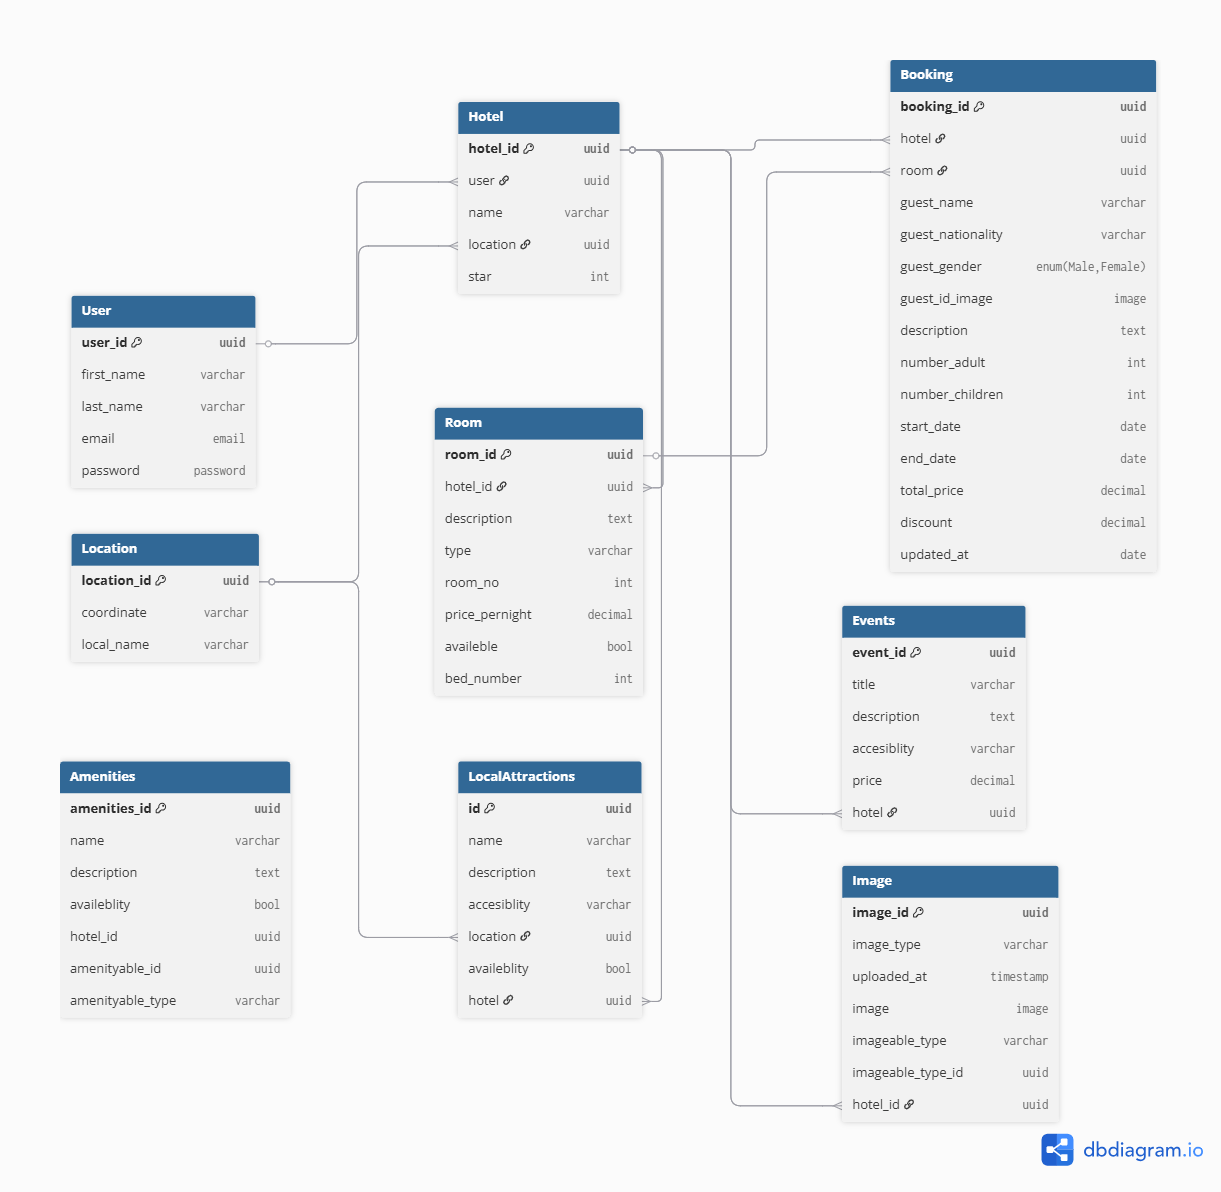 Booking
booking_id uuid
hotel uuid
room uuid
guest_name varchar
guest_nationality varchar
guest_gender enum(Male,Female)
guest_id_image image
description text
number_adult int
number_children int
start_date date
end_date date
total_price decimal
discount decimal
updated_at date
Hotel
hotel_id uuid
user uuid
name varchar
location uuid
star int
User
user_id uuid
first_name varchar
last_name varchar
email email
password password
Room
room_id uuid
hotel_id uuid
description text
type varchar
room_no int
price_pernight decimal
availeble bool
bed_number int
Location
location_id uuid
coordinate varchar
local_name varchar
Events
event_id uuid
title varchar
description text
accesiblity varchar
price decimal
hotel uuid
Amenities
amenities_id uuid
name varchar
description text
availeblity bool
hotel_id uuid
amenityable_id uuid
amenityable_type varchar
LocalAttractions
id uuid
name varchar
description text
accesiblity varchar
location uuid
availeblity bool
hotel uuid
Image
image_id uuid
image_type varchar
uploaded_at timestamp
image image
imageable_type varchar
imageable_type_id uuid
hotel_id uuid
dbdiagram.io